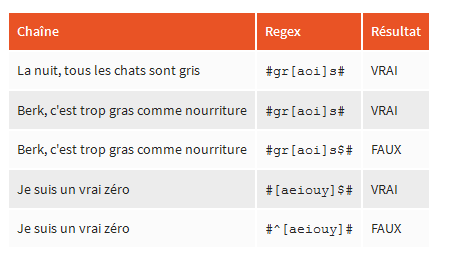 Chaîne Regex Résultat
La nuit, tous les chats sont gris #gr[aoi]s# VRAI
Berk, c'est trop gras comme nourriture #gr[aoi]s# VRAI
Berk, c'est trop gras comme nourriture #gr[aoi]s$# FAUX
Je suis un vrai zéro #[aeiouy]$# VRAI
Je suis un vrai zéro #^[aeiouy]# FAUX